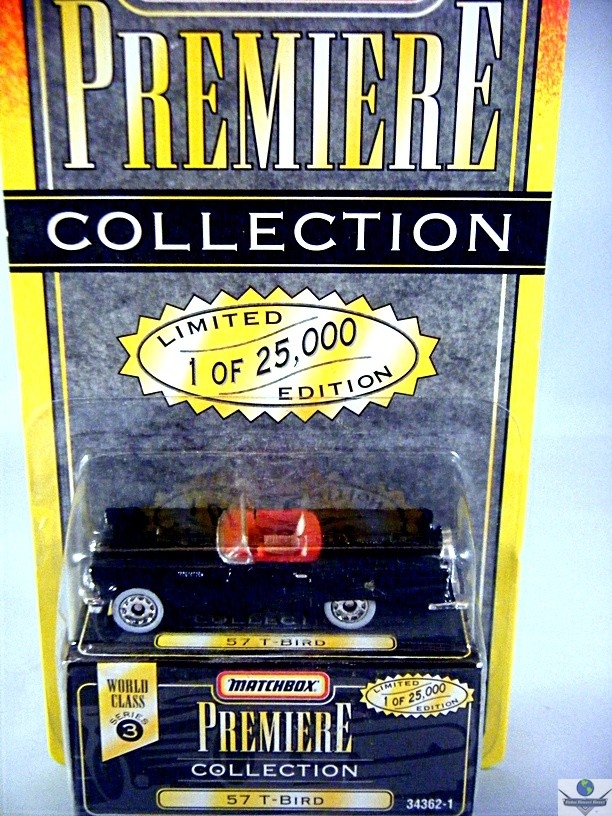 PREMIERE
COLLECTION
LIMITED
1 OF 25,000
EDITION
57 T-BIRD
WORLD
CLASS
SERIES
3
MATCHBOX
PREMIERE
COLLECTION
57 T-BIRD
LIMITED
1 OF 25,000
EDITION
34362-1